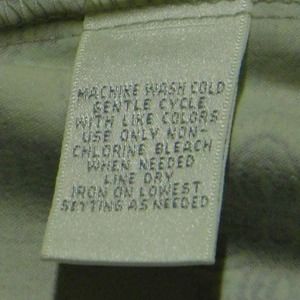 MACHINE WASH COLD
GENTLE CYCLE
WITH LIKE COLORS
USE ONLY NON-
CHLORINE BLEACH
WHEN NEEDED
LINE DRY
IRON ON LOWEST
SETTING AS NEEDED